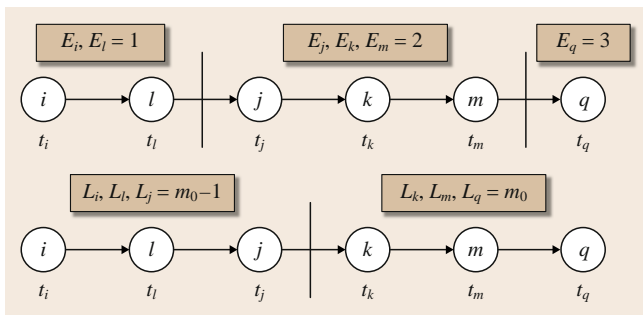 E_i, E_l = 1 E_j, E_k, E_m = 2 E_q = 3
i l j k m q
t_i t_l t_j t_k t_m t_q
L_i, L_l, L_j = m_0–1 L_k, L_m, L_q = m_0
i l j k m q
t_i t_l t_j t_k t_m t_q